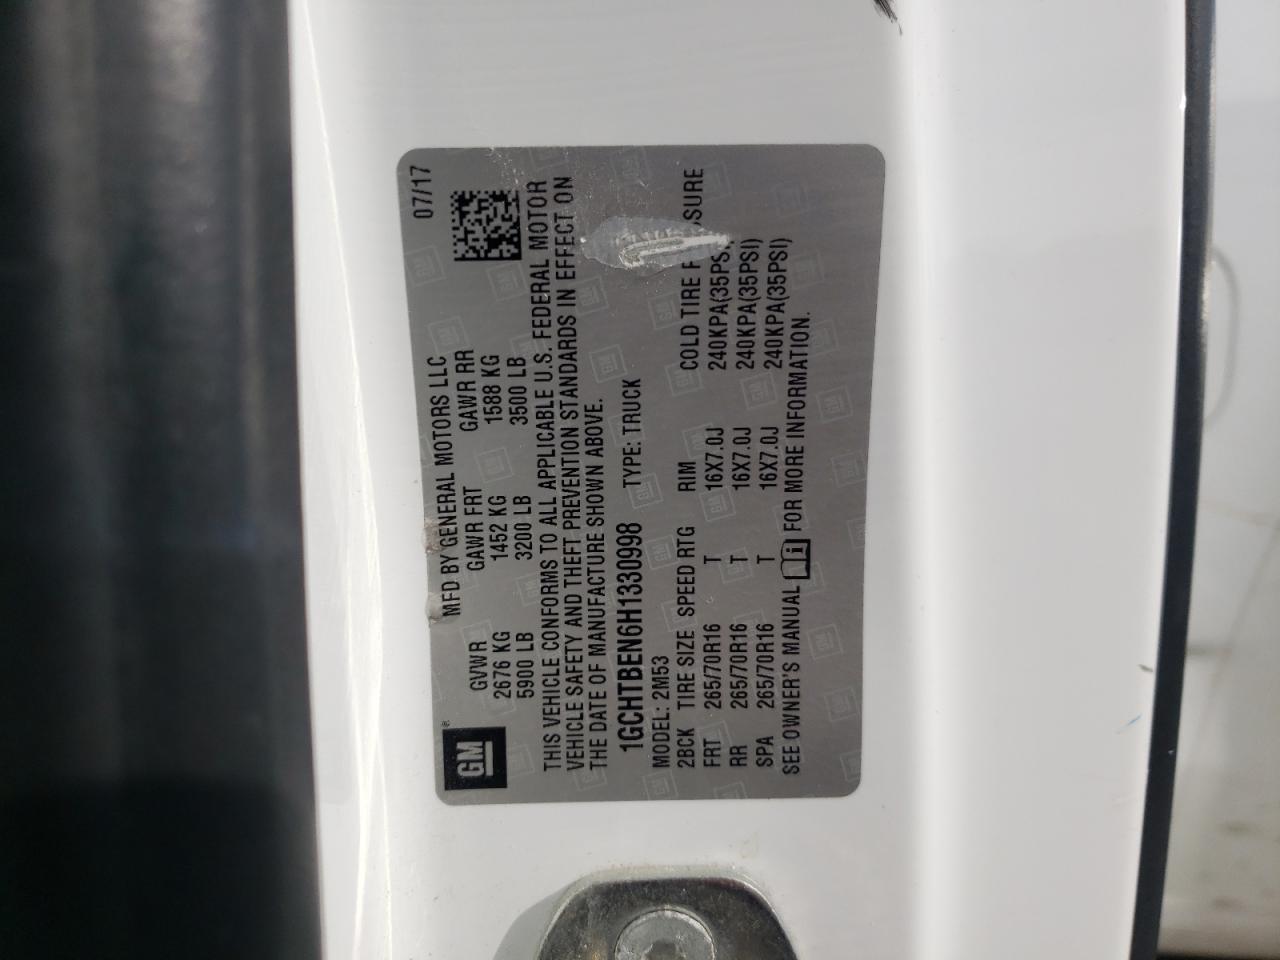 07/17
GM ®
MFD BY GENERAL MOTORS LLC
GVWR GAWR FRT GAWR RR
2676 KG 1452 KG 1588 KG
5900 LB 3200 LB 3500 LB
THIS VEHICLE CONFORMS TO ALL APPLICABLE U.S. FEDERAL MOTOR
VEHICLE SAFETY AND THEFT PREVENTION STANDARDS IN EFFECT ON
THE DATE OF MANUFACTURE SHOWN ABOVE.
1GCHTBEN6H1330998 TYPE: TRUCK
MODEL: 2M53
2BCK TIRE SIZE SPEED RTG RIM COLD TIRE
FRT 265/70R16 T 16X7.0J 240KPA(35PSI)
RR 265/70R16 T 16X7.0J 240KPA(35PSI)
SPA 265/70R16 T 16X7.0J 240KPA(35PSI)
SEE OWNER'S MANUAL i FOR MORE INFORMATION.